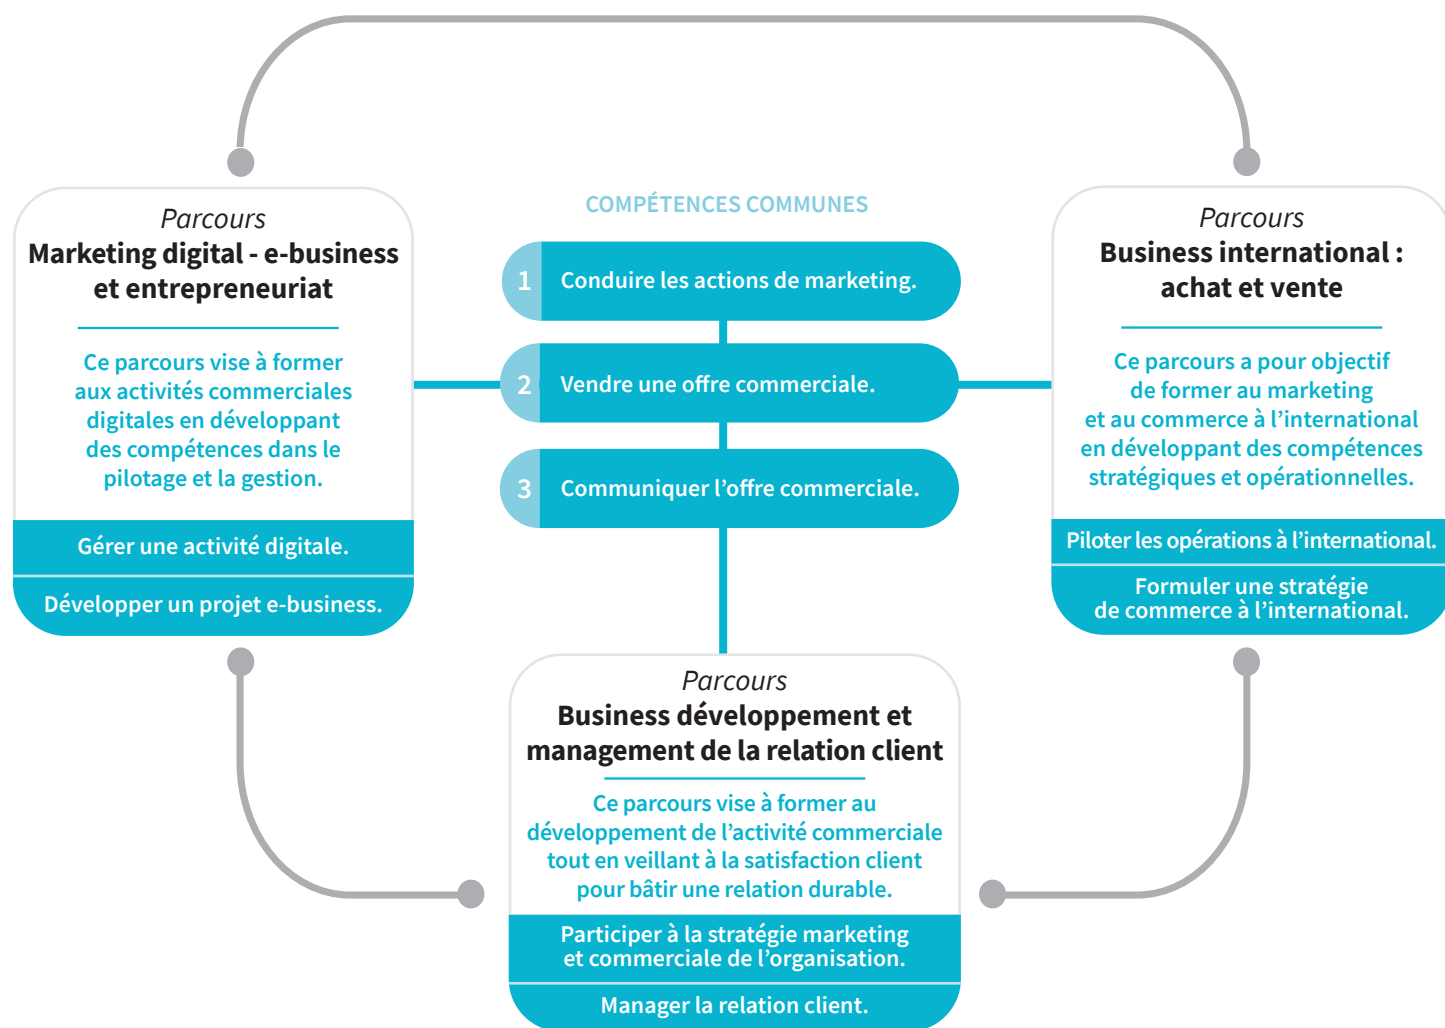 Parcours
Marketing digital - e-business
et entrepreneuriat
Ce parcours vise à former
aux activités commerciales
digitales en développant
des compétences dans le
pilotage et la gestion.
Gérer une activité digitale.
Développer un projet e-business.
COMPÉTENCES COMMUNES
1 Conduire les actions de marketing.
2 Vendre une offre commerciale.
3 Communiquer l’offre commerciale.
Parcours
Business international :
achat et vente
Ce parcours a pour objectif
de former au marketing
et au commerce à l’international
en développant des compétences
stratégiques et opérationnelles.
Piloter les opérations à l’international.
Formuler une stratégie
de commerce à l’international.
Parcours
Business développement et
management de la relation client
Ce parcours vise à former au
développement de l’activité commerciale
tout en veillant à la satisfaction client
pour bâtir une relation durable.
Participer à la stratégie marketing
et commerciale de l’organisation.
Manager la relation client.